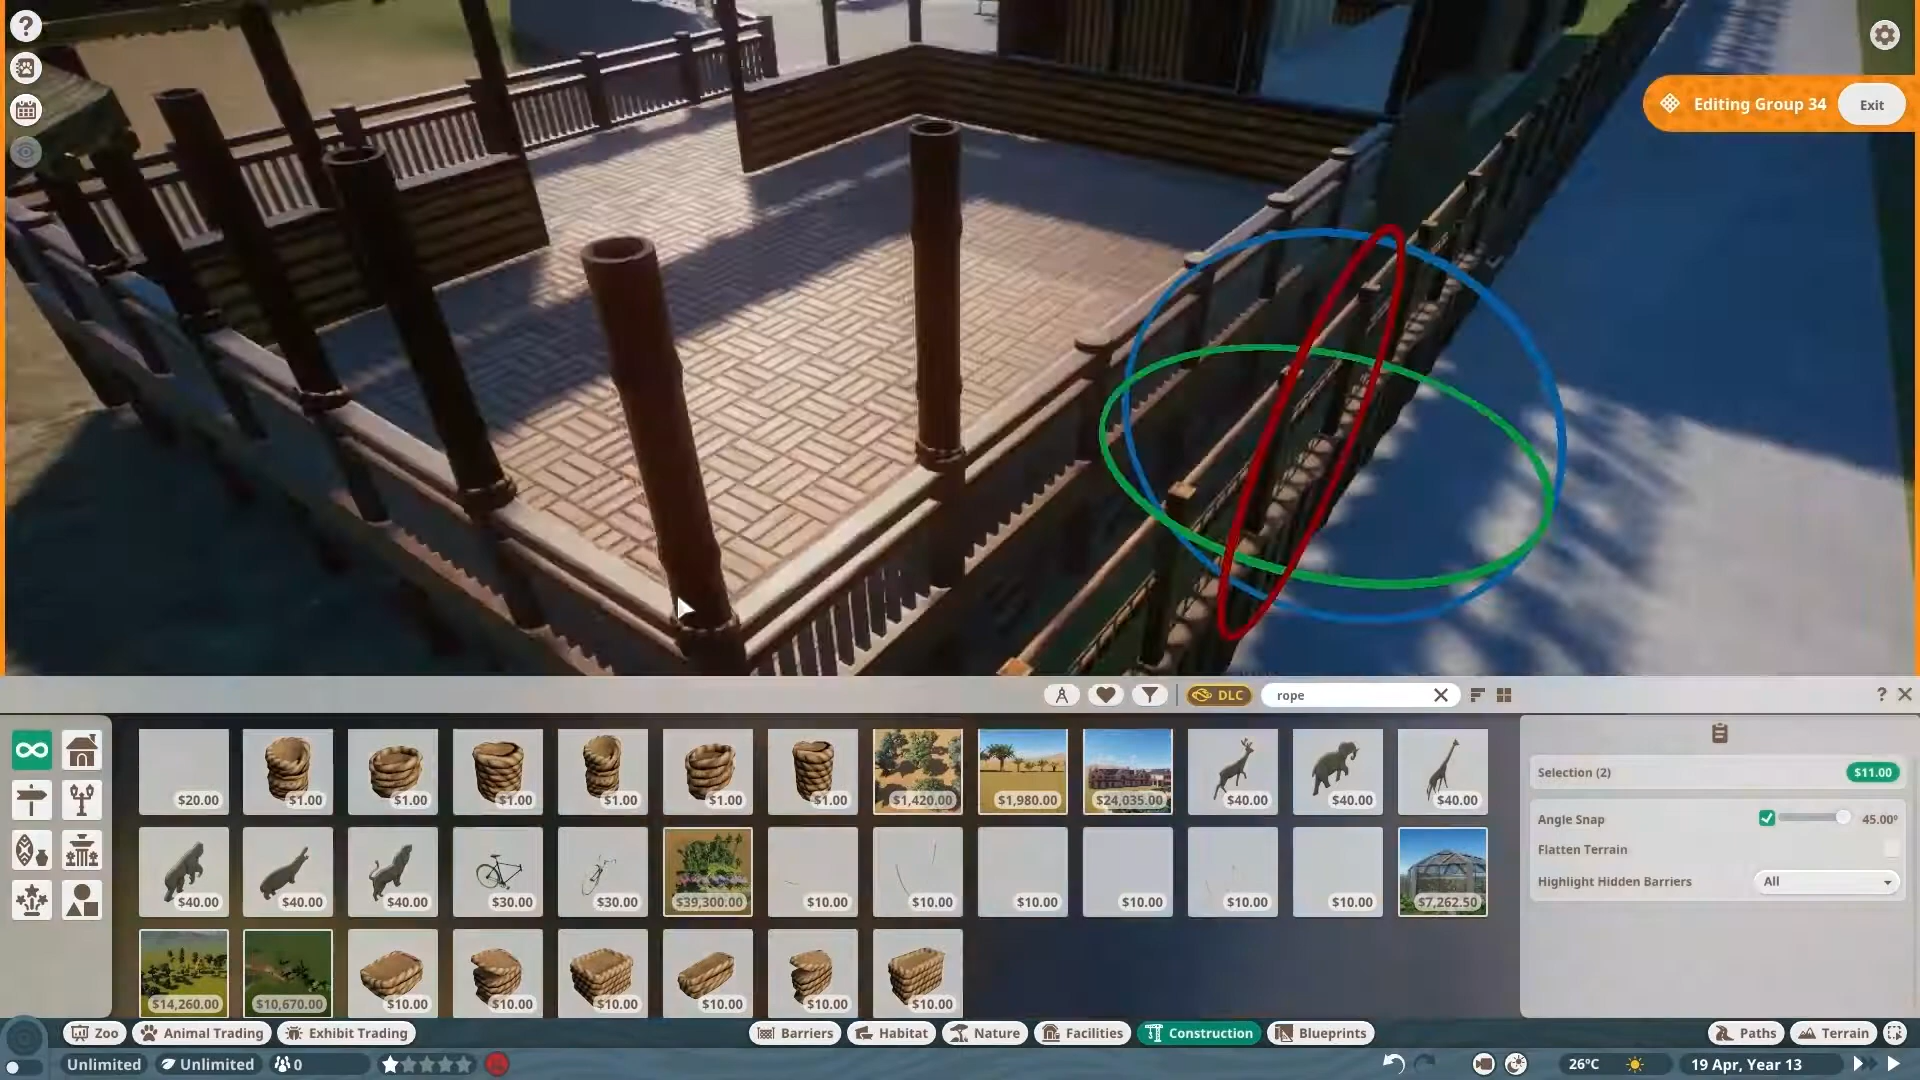 ?
Editing Group 34 Exit
DLC rope ?
$20.00 $1.00 $1.00 $1.00 $1.00 $1.00 $1.00 $1,420.00 $1,980.00 $24,035.00 $40.00 $40.00 $40.00
$40.00 $40.00 $40.00 $30.00 $30.00 $39,300.00 $10.00 $10.00 $10.00 $10.00 $10.00 $10.00 $7,262.50
$14,260.00 $10,670.00 $10.00 $10.00 $10.00 $10.00 $10.00 $10.00
Selection (2) $11.00
Angle Snap 45.00°
Flatten Terrain
Highlight Hidden Barriers All
Zoo Animal Trading Exhibit Trading Barriers Habitat Nature Facilities Construction Blueprints Paths Terrain
Unlimited Unlimited 0 26°C 19 Apr, Year 13